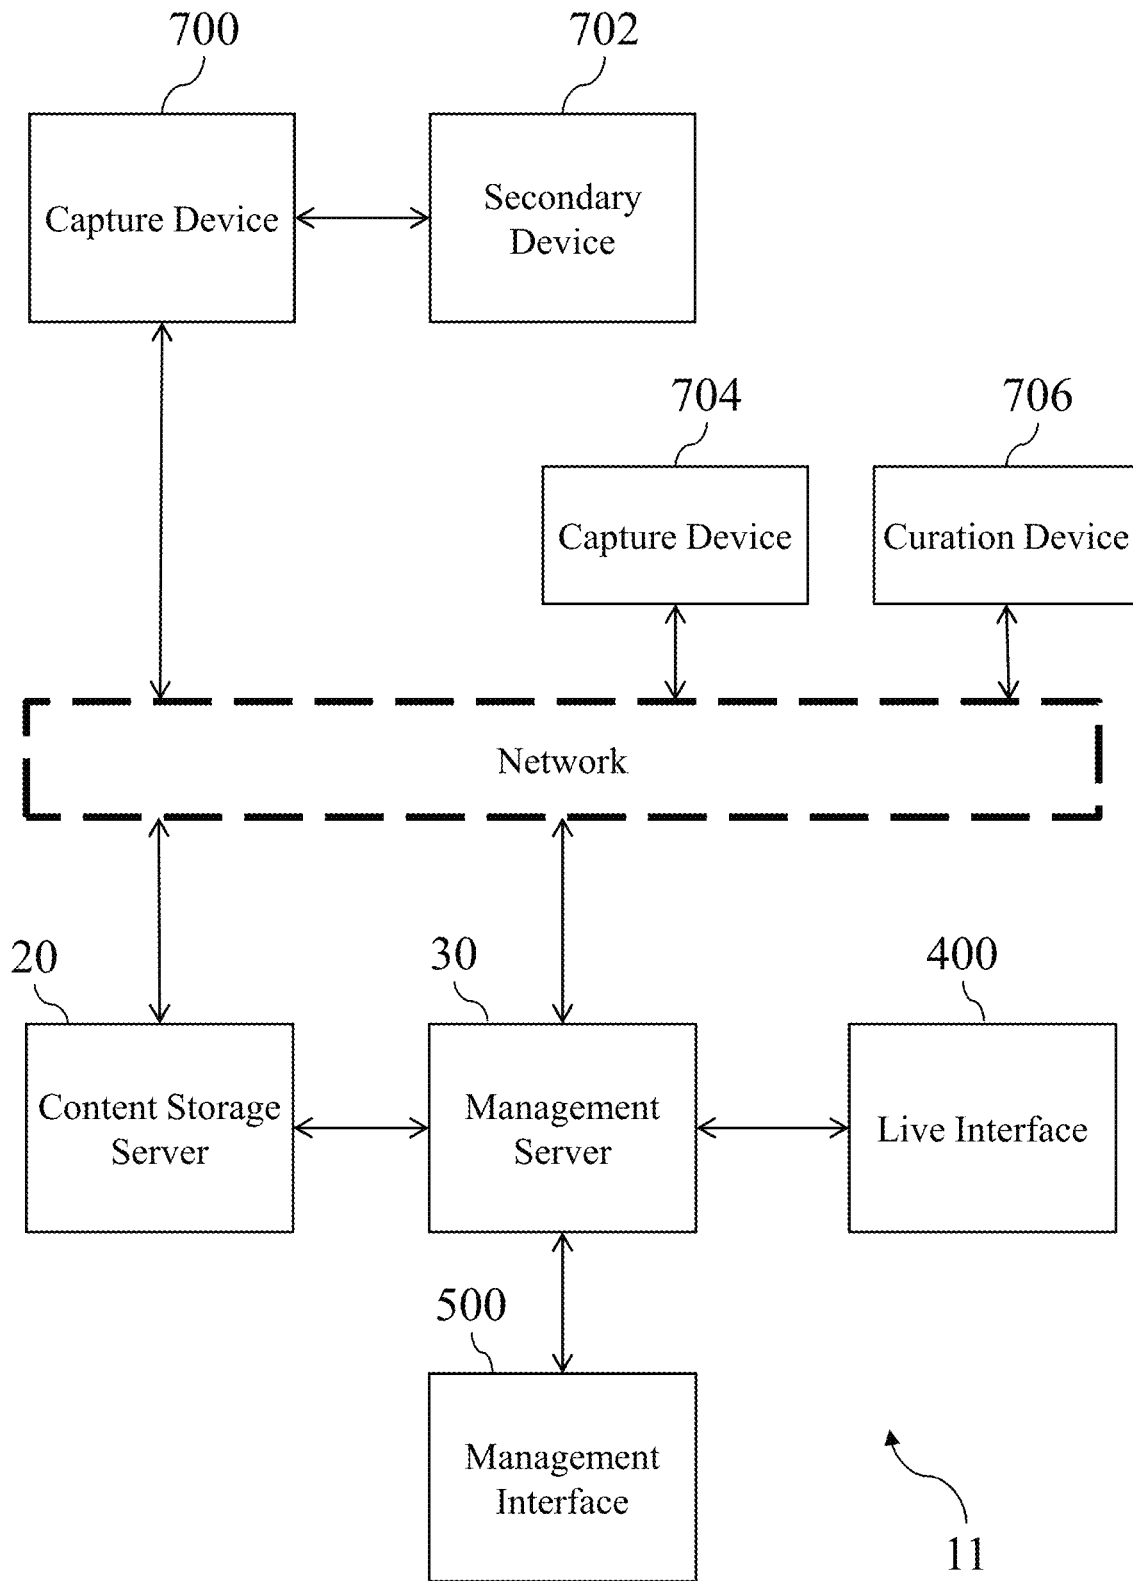 700
702
Capture Device
Secondary
Device
704
706
Capture Device
Curation Device
Network
20
30
400
Content Storage
Server
Management
Server
Live Interface
500
Management
Interface
11